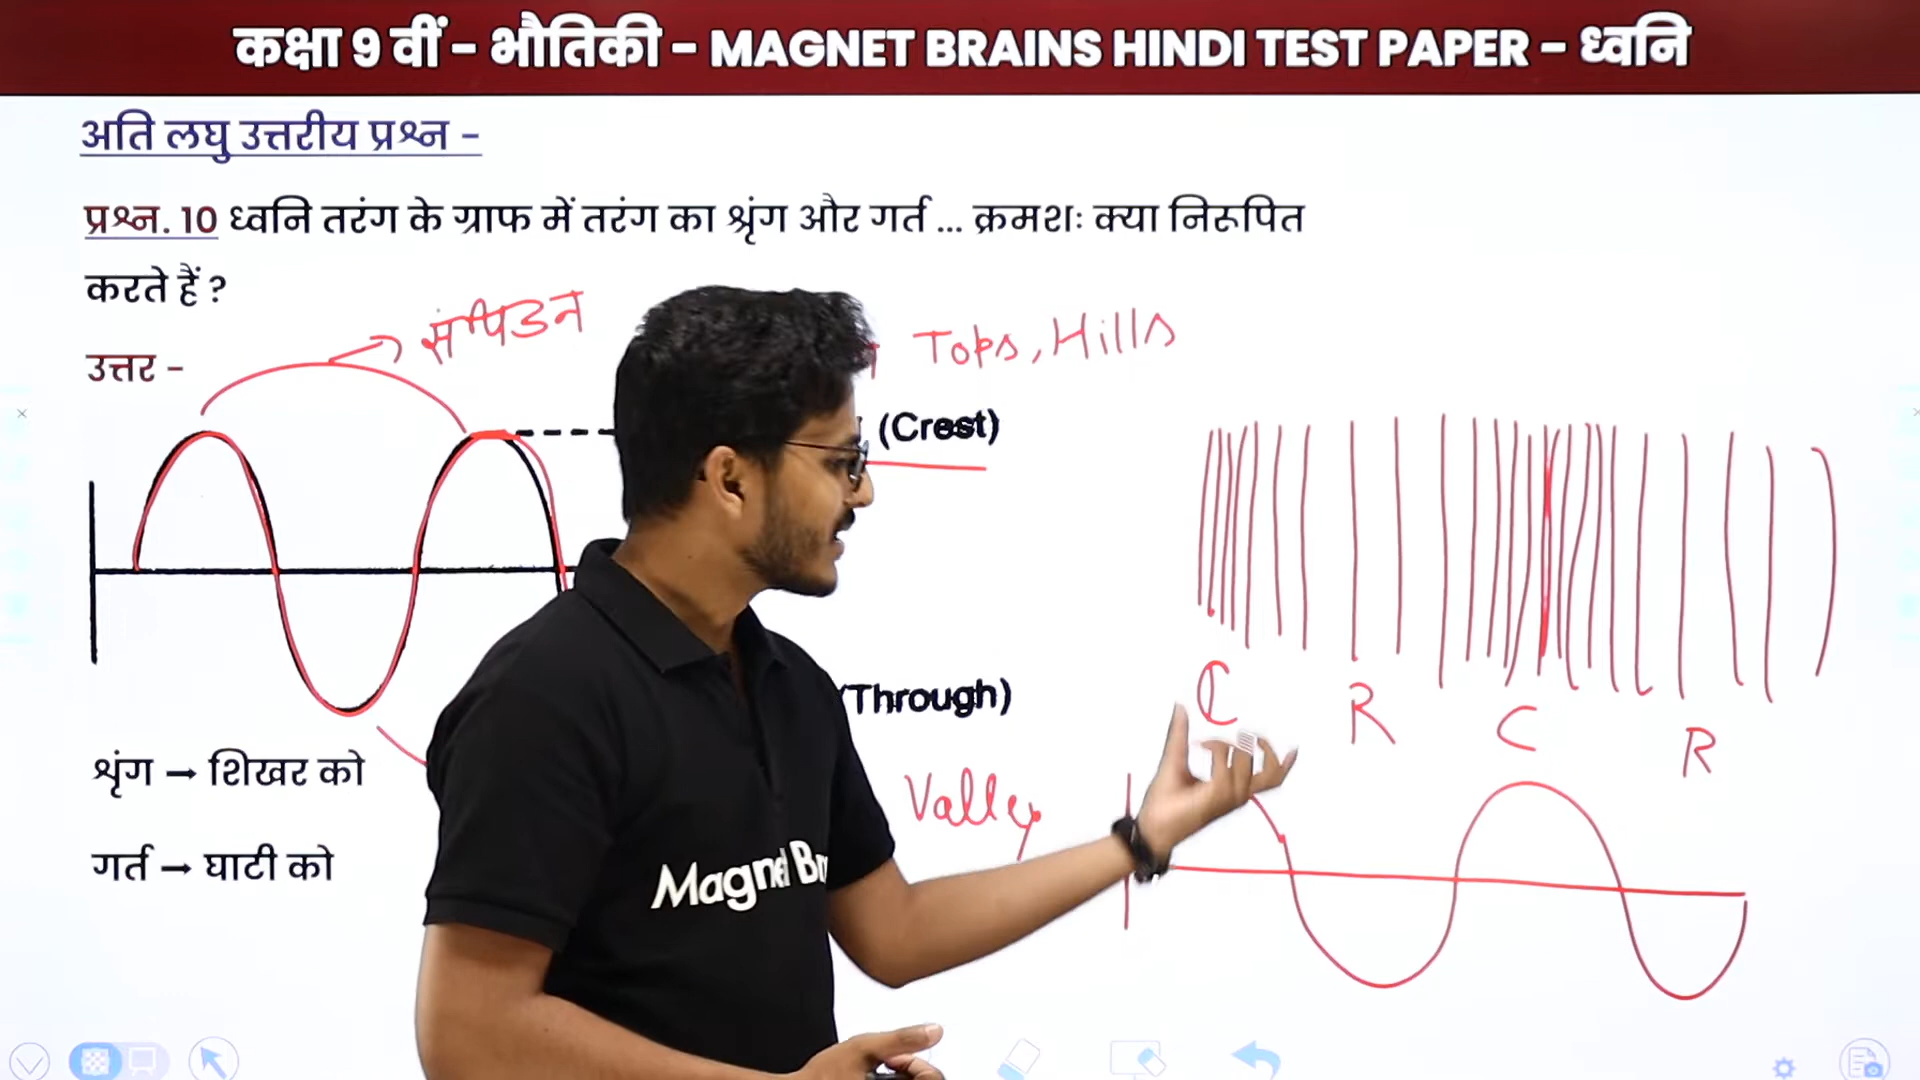 कक्षा 9 वीं – भौतिकी – MAGNET BRAINS HINDI TEST PAPER – ध्वनि
अति लघु उत्तरीय प्रश्न –
प्रश्न. 10 ध्वनि तरंग के ग्राफ में तरंग का श्रृंग और गर्त ... क्रमशः क्या निरूपित
करते हैं ?
उत्तर –
संपिडन
Tops, Hills
(Crest)
(Through)
C R C R
श्रृंग → शिखर को
Valley
गर्त → घाटी को
Magnet Br